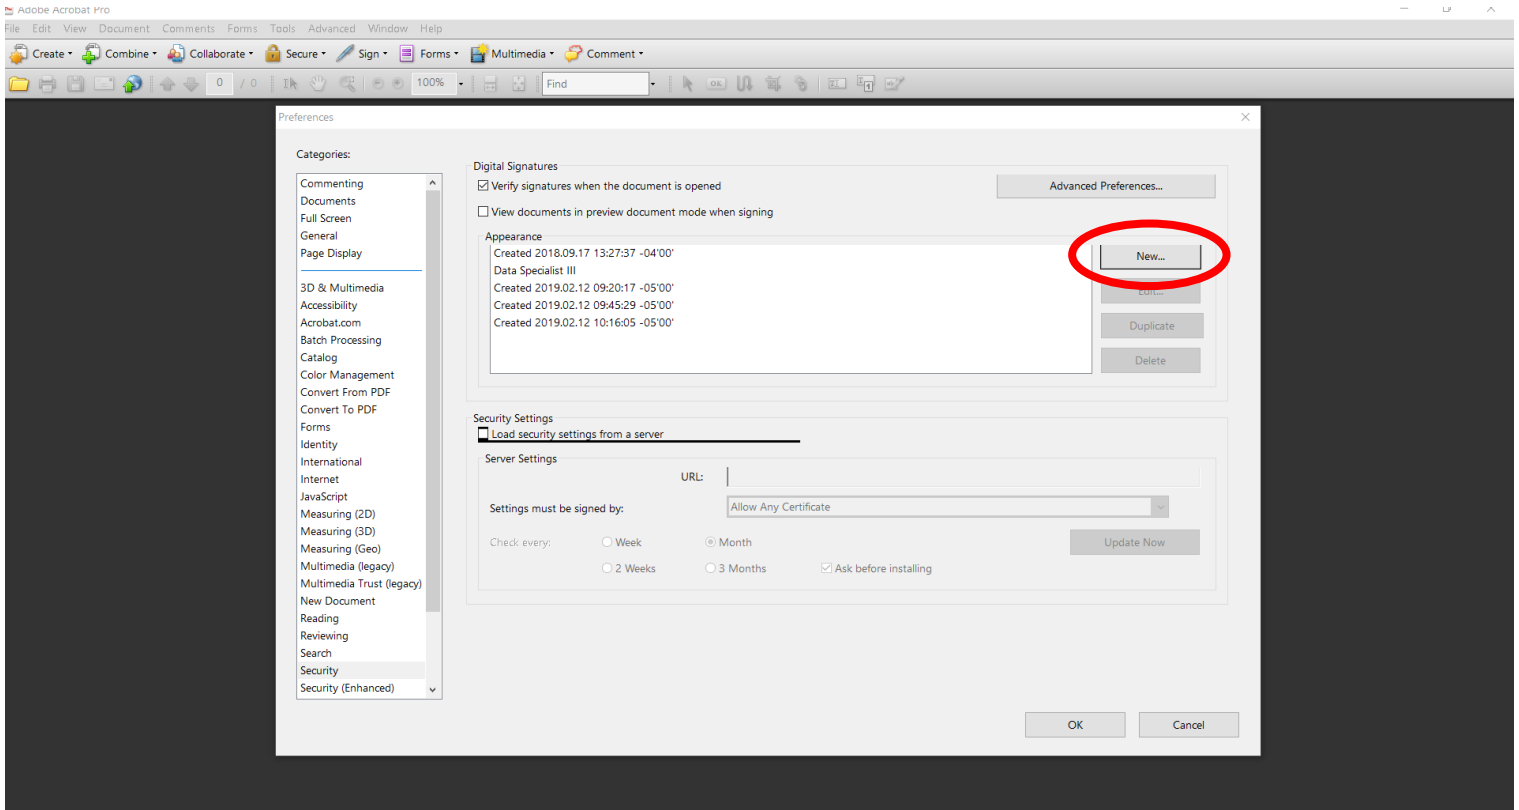 Adobe Acrobat Pro
File Edit View Document Comments Forms Tools Advanced Window Help
Create Combine Collaborate Secure Sign Forms Multimedia Comment
0 / 0 100% Find
Preferences
Categories:
Commenting
Documents
Full Screen
General
Page Display
3D & Multimedia
Accessibility
Acrobat.com
Batch Processing
Catalog
Color Management
Convert From PDF
Convert To PDF
Forms
Identity
International
Internet
JavaScript
Measuring (2D)
Measuring (3D)
Measuring (Geo)
Multimedia (legacy)
Multimedia Trust (legacy)
New Document
Reading
Reviewing
Search
Security
Security (Enhanced)
Digital Signatures
Verify signatures when the document is opened
Advanced Preferences...
View documents in preview document mode when signing
Appearance
Created 2018.09.17 13:27:37 -04'00'
Data Specialist III
Created 2019.02.12 09:20:17 -05'00'
Created 2019.02.12 09:45:29 -05'00'
Created 2019.02.12 10:16:05 -05'00'
New...
Edit...
Duplicate
Delete
Security Settings
Load security settings from a server
Server Settings
URL:
Settings must be signed by: Allow Any Certificate
Check every: Week Month Update Now
2 Weeks 3 Months Ask before installing
OK Cancel